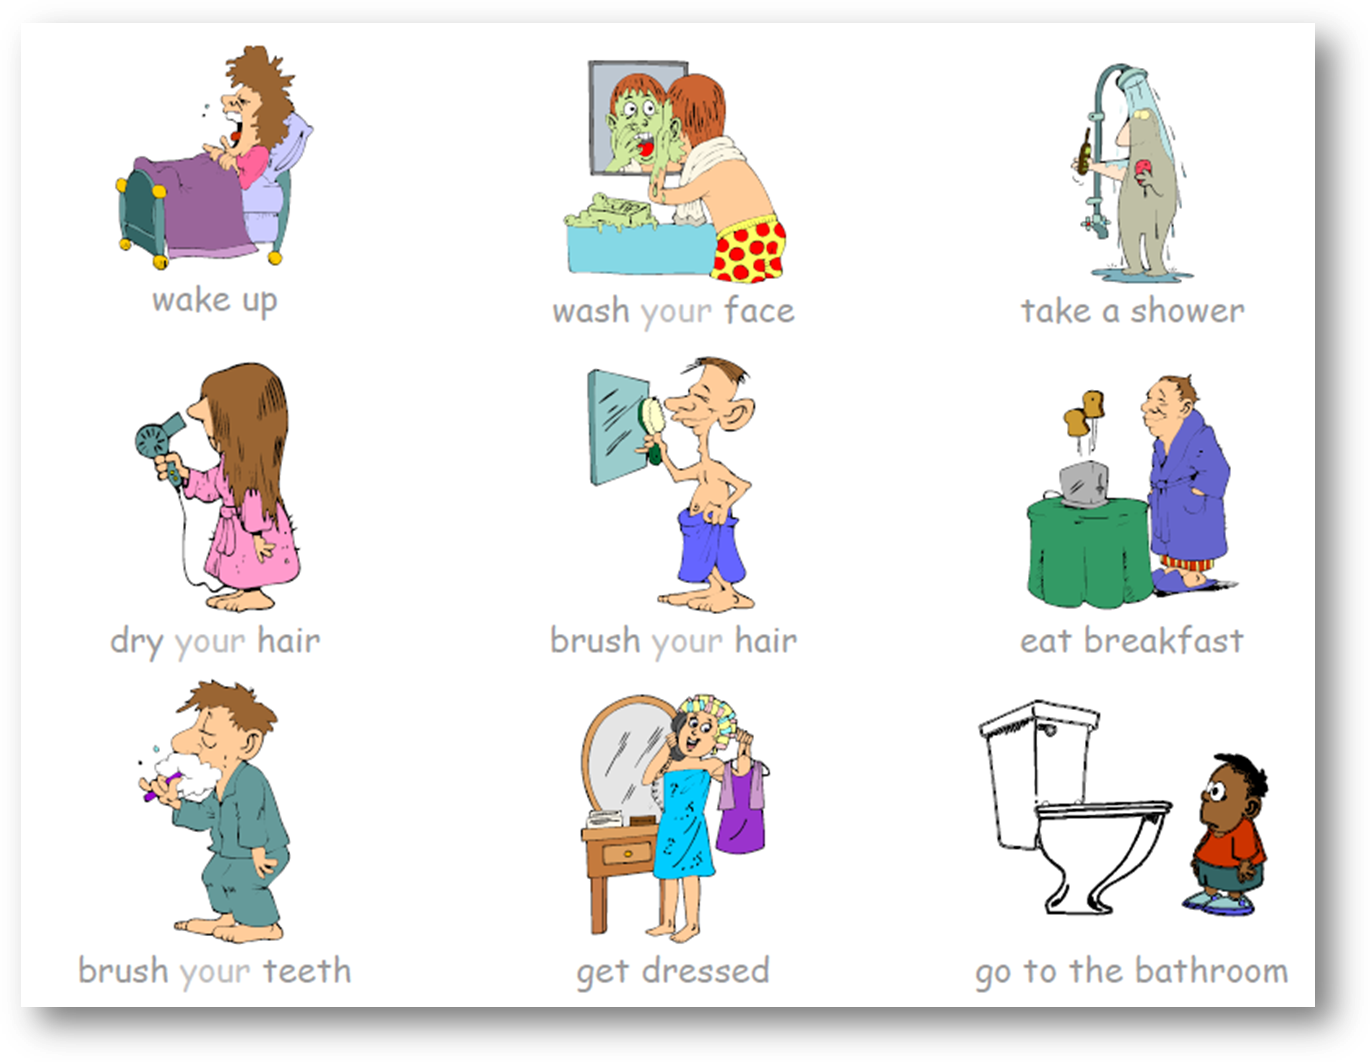 wake up
wash your face
take a shower
dry your hair
brush your hair
eat breakfast
brush your teeth
get dressed
go to the bathroom